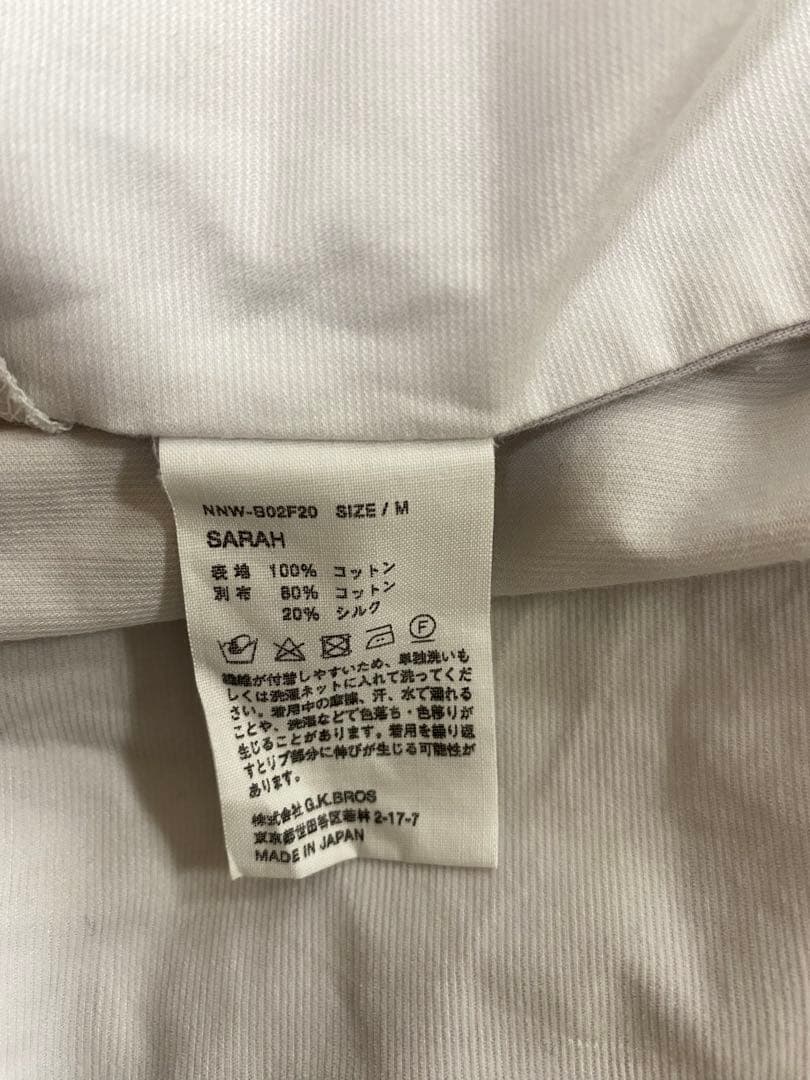 NNW-B02F20 SIZE / M
SARAH
表地 100% コットン
別布 80% コットン
20% シルク
F
繊維が付着しやすいため、単独洗いも
しくは洗濯ネットに入れて洗ってくだ
さい。着用中の摩擦、汗、水で濡れる
ことや、洗濯などで色落ち・色移りが
生じることがあります。着用を繰り返
すとリブ部分に伸びが生じる可能性が
あります。
株式会社G.K.BROS
東京都世田谷区若林2-17-7
MADE IN JAPAN